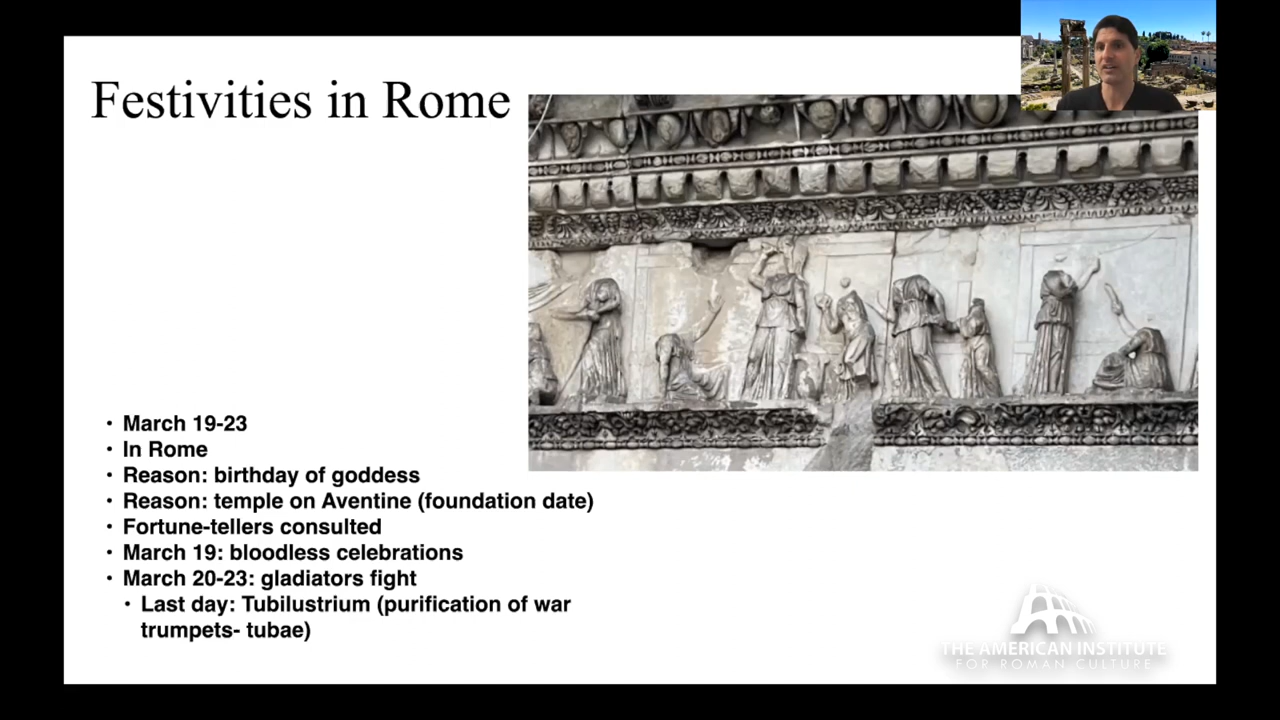 Festivities in Rome
• March 19-23
• In Rome
• Reason: birthday of goddess
• Reason: temple on Aventine (foundation date)
• Fortune-tellers consulted
• March 19: bloodless celebrations
• March 20-23: gladiators fight
• Last day: Tubilustrium (purification of war
trumpets- tubae)
THE AMERICAN INSTITUTE
FOR ROMAN CULTURE